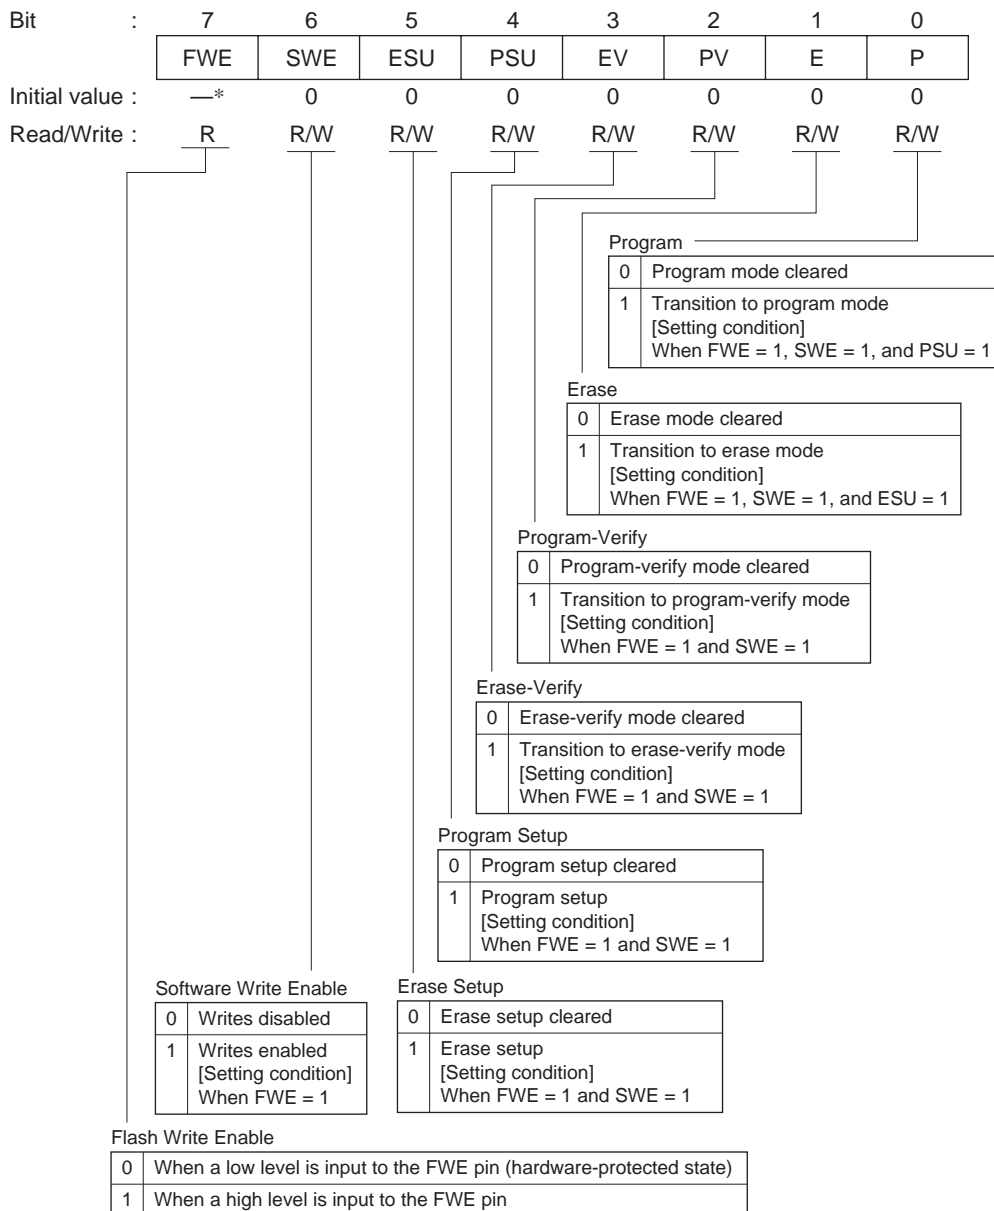 Bit : 7 6 5 4 3 2 1 0
FWE SWE ESU PSU EV PV E P
Initial value : —* 0 0 0 0 0 0 0
Read/Write : R R/W R/W R/W R/W R/W R/W R/W
Program
0 Program mode cleared
1 Transition to program mode
[Setting condition]
When FWE = 1, SWE = 1, and PSU = 1
Erase
0 Erase mode cleared
1 Transition to erase mode
[Setting condition]
When FWE = 1, SWE = 1, and ESU = 1
Program-Verify
0 Program-verify mode cleared
1 Transition to program-verify mode
[Setting condition]
When FWE = 1 and SWE = 1
Erase-Verify
0 Erase-verify mode cleared
1 Transition to erase-verify mode
[Setting condition]
When FWE = 1 and SWE = 1
Program Setup
0 Program setup cleared
1 Program setup
[Setting condition]
When FWE = 1 and SWE = 1
Software Write Enable
0 Writes disabled
1 Writes enabled
[Setting condition]
When FWE = 1
Erase Setup
0 Erase setup cleared
1 Erase setup
[Setting condition]
When FWE = 1 and SWE = 1
Flash Write Enable
0 When a low level is input to the FWE pin (hardware-protected state)
1 When a high level is input to the FWE pin